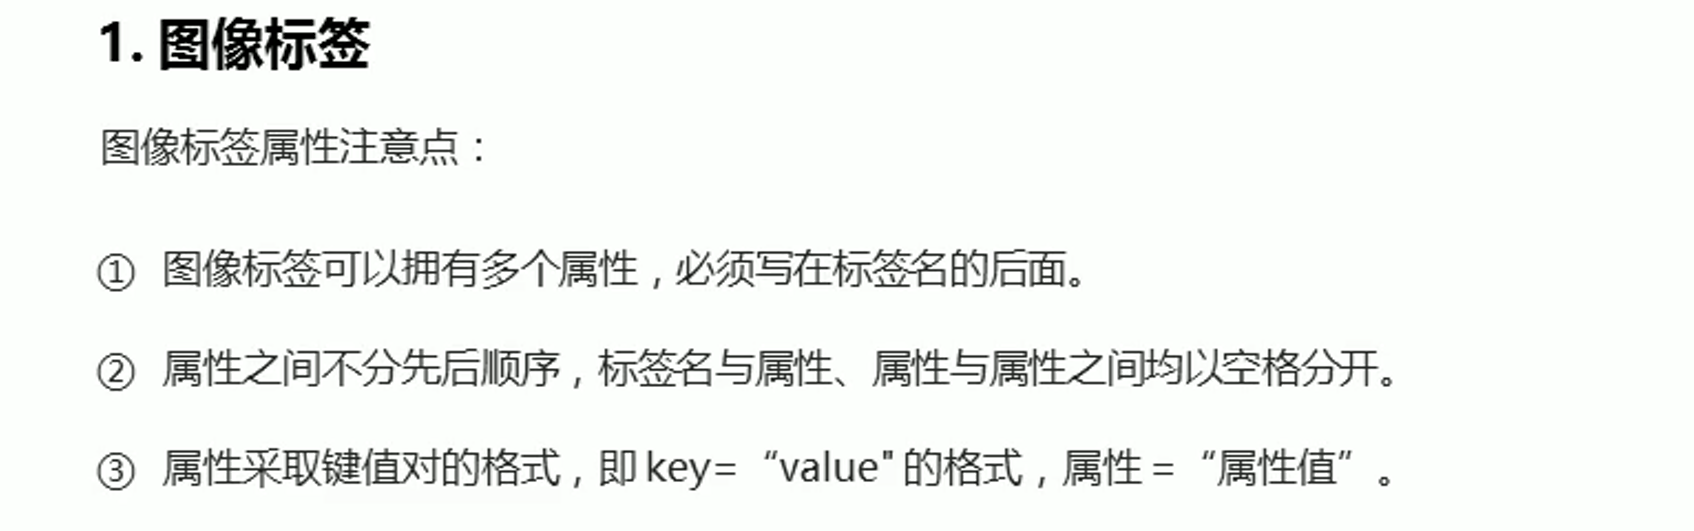 1. 图像标签
图像标签属性注意点：
① 图像标签可以拥有多个属性，必须写在标签名的后面。
② 属性之间不分先后顺序，标签名与属性、属性与属性之间均以空格分开。
③ 属性采取键值对的格式，即 key=“value" 的格式，属性 =“属性值”。